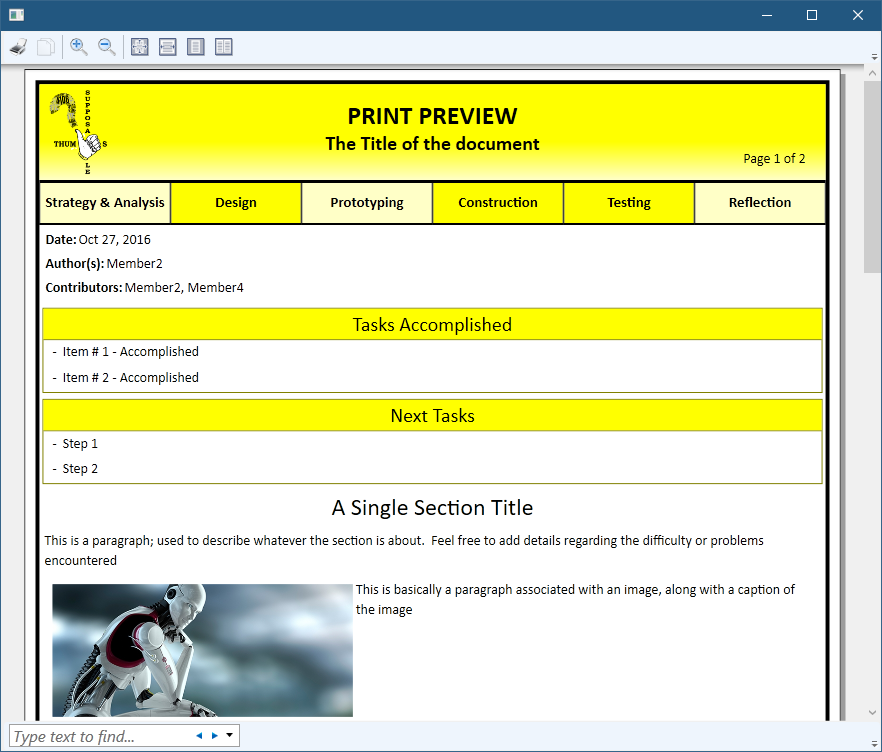 SUPPOSABLE
THUMS
PRINT PREVIEW
The Title of the document
Page 1 of 2
Strategy & Analysis Design Prototyping Construction Testing Reflection
Date: Oct 27, 2016
Author(s): Member2
Contributors: Member2, Member4
Tasks Accomplished
- Item # 1 - Accomplished
- Item # 2 - Accomplished
Next Tasks
- Step 1
- Step 2
A Single Section Title
This is a paragraph; used to describe whatever the section is about. Feel free to add details regarding the difficulty or problems
encountered
This is basically a paragraph associated with an image, along with a caption of
the image
Type text to find...